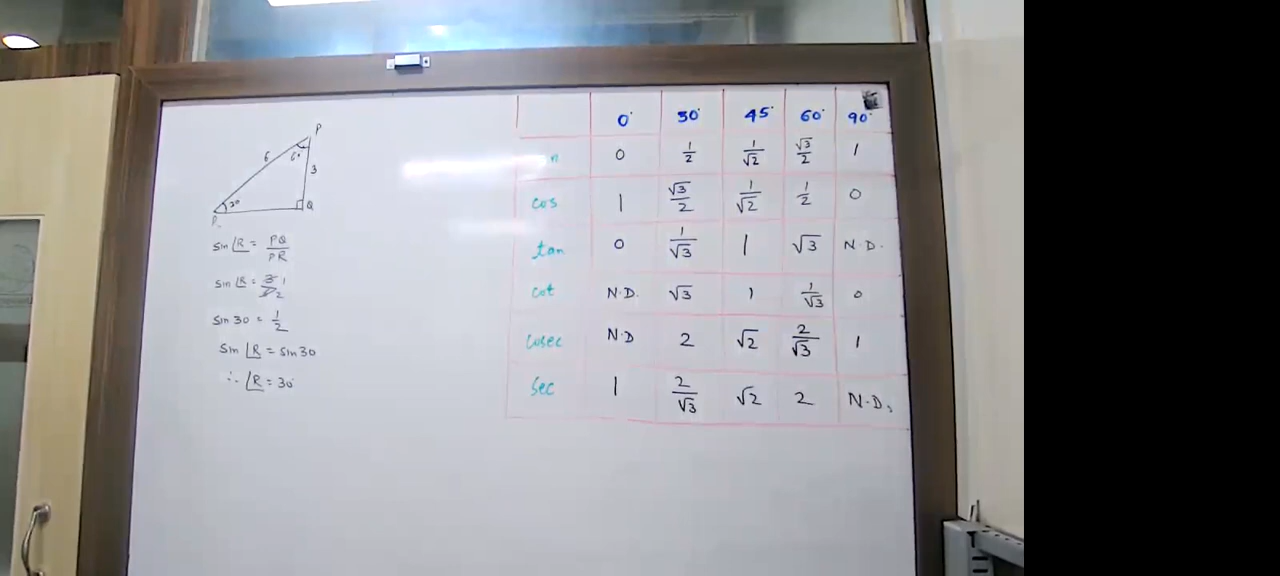 P
6
60
3
30
R
Q
sin ∠R = PQ/PR
sin ∠R = 3 1/6 2
sin 30 = 1/2
sin ∠R = sin 30
∴ ∠R = 30°
0° 30° 45° 60° 90°
n 0 1/2 1/√2 √3/2 1
cos 1 √3/2 1/√2 1/2 0
tan 0 1/√3 1 √3 N.D.
cot N.D. √3 1 1/√3 0
cosec N.D 2 √2 2/√3 1
sec 1 2/√3 √2 2 N.D.